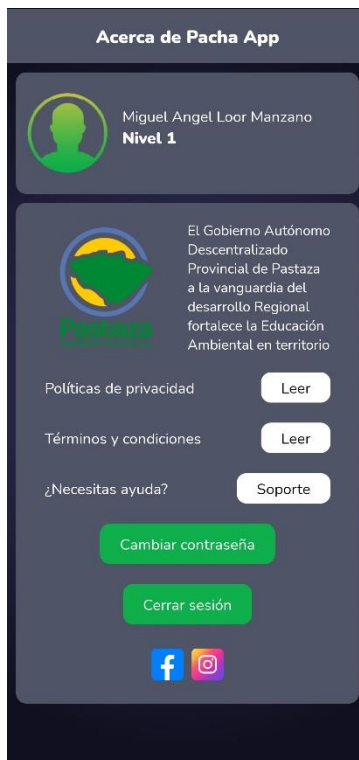 Acerca de Pacha App
Miguel Angel Loor Manzano
Nivel 1
El Gobierno Autónomo
Descentralizado
Provincial de Pastaza
a la vanguardia del
desarrollo Regional
fortalece la Educación
Ambiental en territorio
Pastaza
Políticas de privacidad
Leer
Términos y condiciones
Leer
¿Necesitas ayuda?
Soporte
Cambiar contraseña
Cerrar sesión